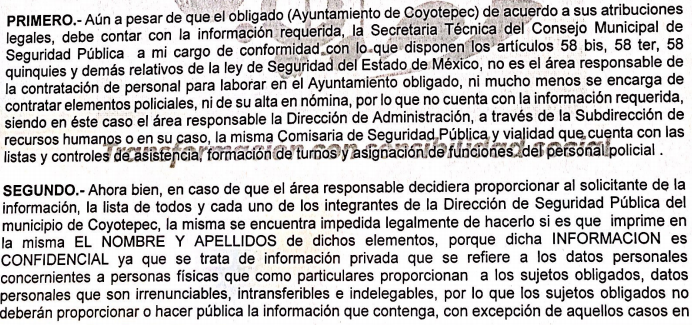 PRIMERO.- Aún a pesar de que el obligado (Ayuntamiento de Coyotepec) de acuerdo a sus atribuciones
legales, debe contar con la información requerida, la Secretaria Técnica del Consejo Municipal de
Seguridad Pública a mi cargo de conformidad con lo que disponen los artículos 58 bis, 58 ter, 58
quinquies y demás relativos de la ley de Seguridad del Estado de México, no es el área responsable de
la contratación de personal para laborar en el Ayuntamiento obligado, ni mucho menos se encarga de
contratar elementos policiales, ni de su alta en nómina, por lo que no cuenta con la información requerida,
siendo en éste caso el área responsable la Dirección de Administración, a través de la Subdirección de
recursos humanos o en su caso, la misma Comisaria de Seguridad Pública y vialidad que cuenta con las
listas y controles de asistencia, formación de turnos y asignación de funciones del personal policial .
SEGUNDO.- Ahora bien, en caso de que el área responsable decidiera proporcionar al solicitante de la
información, la lista de todos y cada uno de los integrantes de la Dirección de Seguridad Pública del
municipio de Coyotepec, la misma se encuentra impedida legalmente de hacerlo si es que imprime en
la misma EL NOMBRE Y APELLIDOS de dichos elementos, porque dicha INFORMACION es
CONFIDENCIAL ya que se trata de información privada que se refiere a los datos personales
concernientes a personas físicas que como particulares proporcionan a los sujetos obligados, datos
personales que son irrenunciables, intransferibles e indelegables, por lo que los sujetos obligados no
deberán proporcionar o hacer pública la información que contenga, con excepción de aquellos casos en